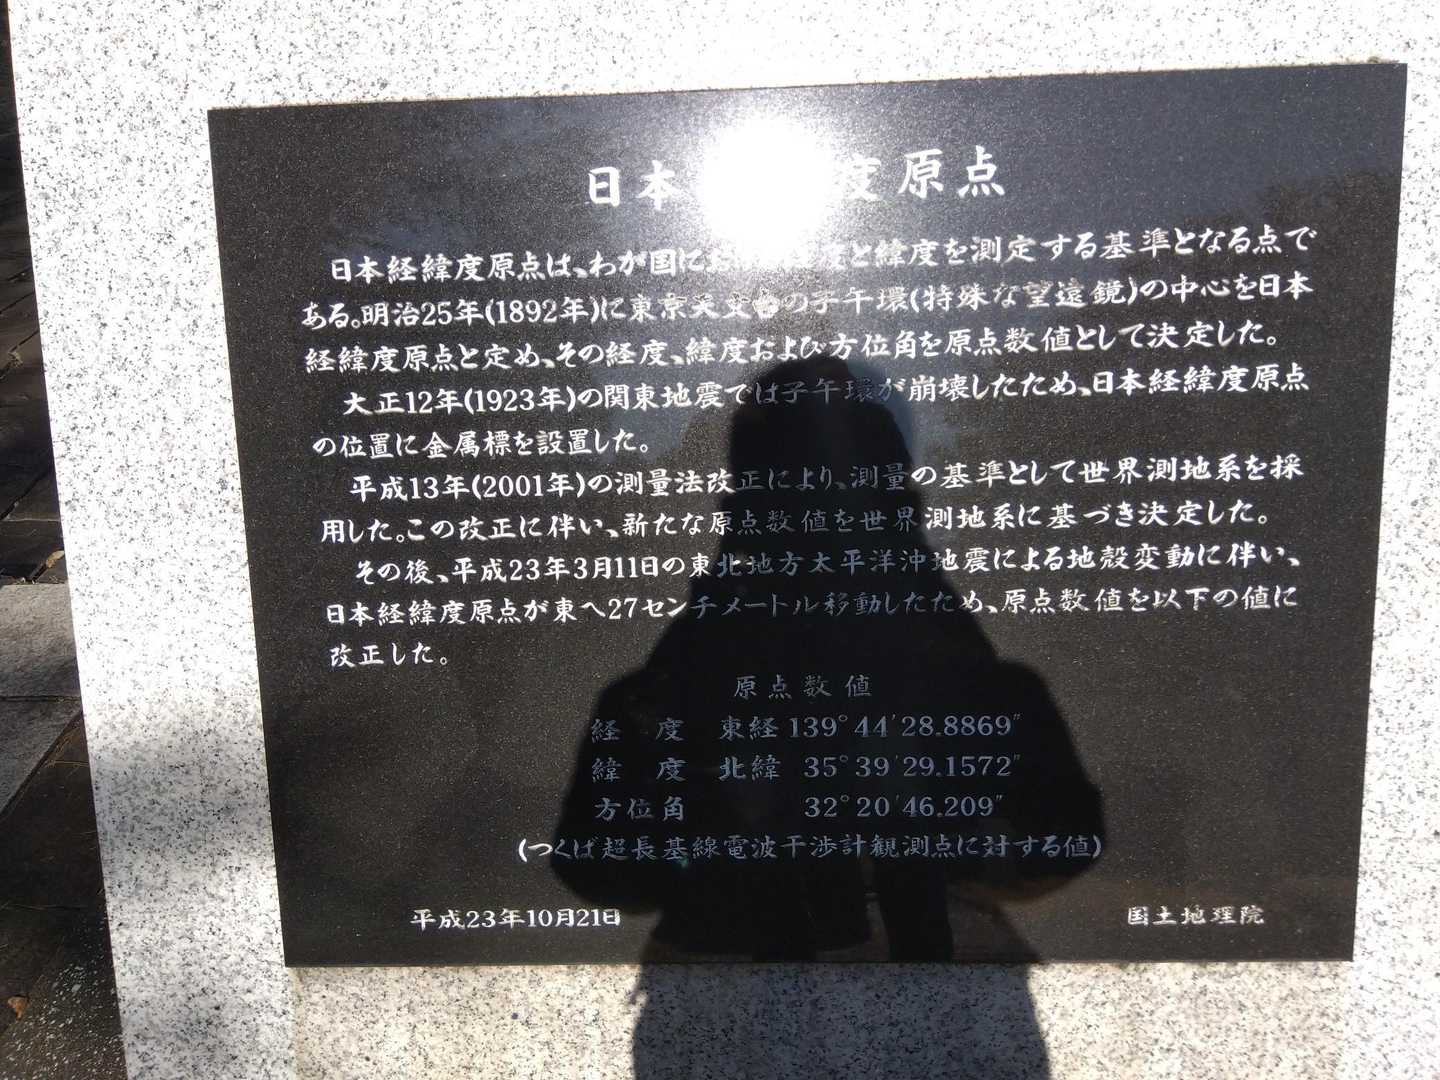 日本 度原点
日本経緯度原点は、わが国にお 度と緯度を測定する基準となる点で
ある。明治25年(1892年)に東京天文台の子午環(特殊な望遠鏡)の中心を日本
経緯度原点と定め、その経度、緯度および方位角を原点数値として決定した。
大正12年(1923年)の関東地震では子午環が崩壊したため、日本経緯度原点
の位置に金属標を設置した。
平成13年(2001年)の測量法改正により、測量の基準として世界測地系を採
用した。この改正に伴い、新たな原点数値を世界測地系に基づき決定した。
その後、平成23年3月11日の東北地方太平洋沖地震による地殻変動に伴い、
日本経緯度原点が東へ27センチメートル移動したため、原点数値を以下の値に
改正した。
原点数値
経 度 東経 139°44′28.8869″
緯 度 北緯 35°39′29.1572″
方位角 32°20′46.209″
(つくば超長基線電波干渉計観測点に対する値)
平成23年10月21日 国土地理院